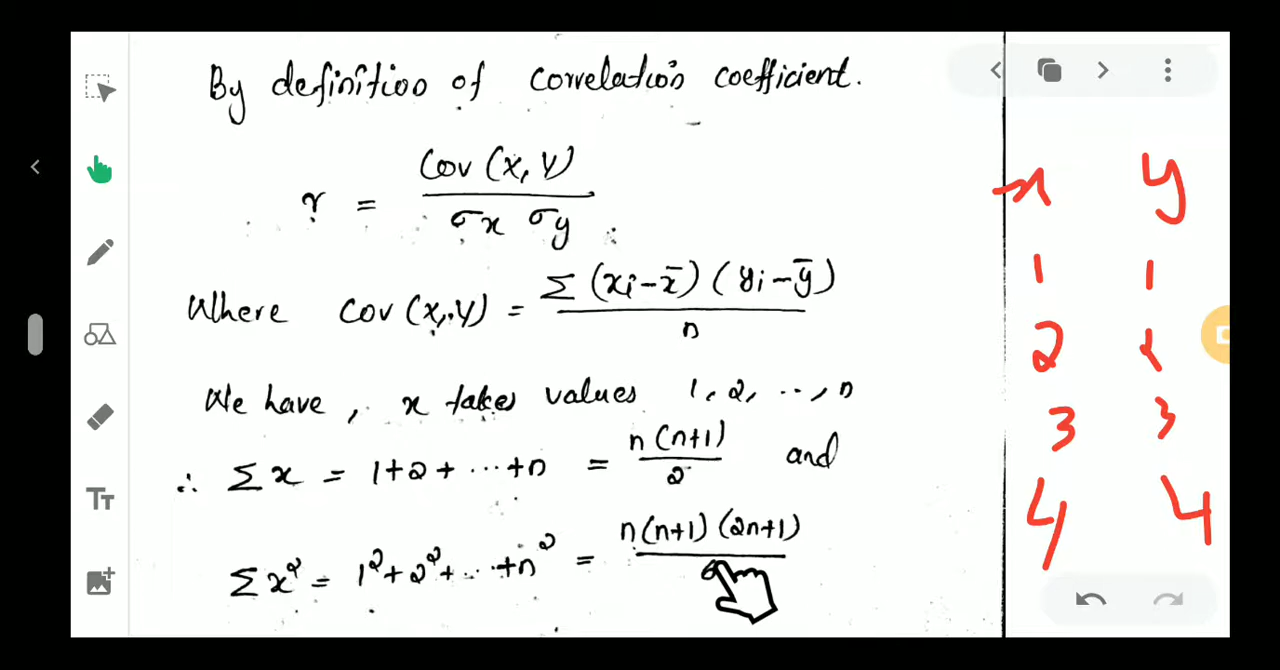 By definition of correlation coefficient.
r = Cov (x, y) / σx σy
Where Cov (x, y) = Σ (xi - x̄) (yi - ȳ) / n
We have, x takes values 1, 2, ..., n
∴ Σx = 1+2+ ... +n = n(n+1) / 2 and
Σx² = 1² + 2² + ... + n² = n(n+1) (2n+1) / 6
x y
1 1
2 2
3 3
4 4
Tt